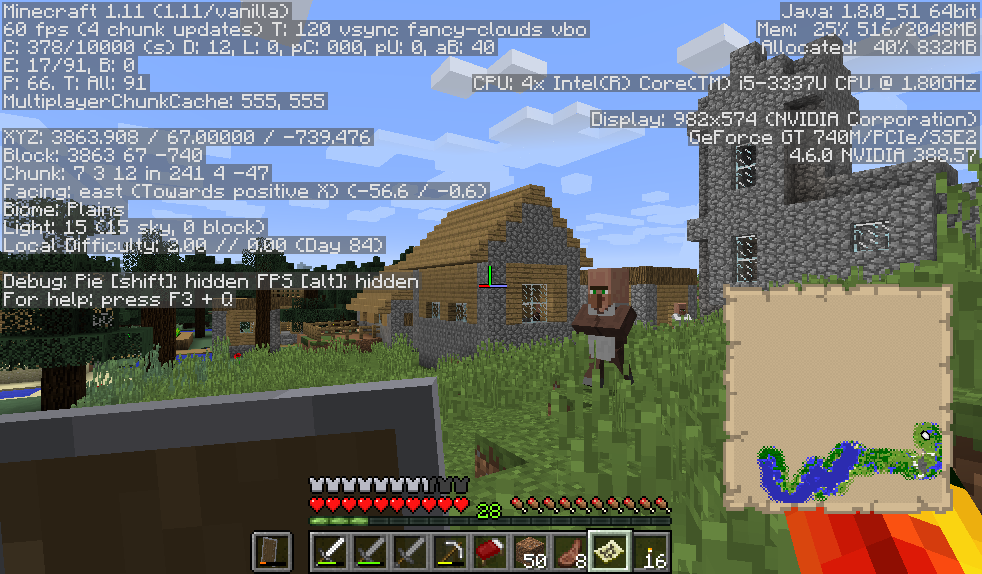 Minecraft 1.11 (1.11/vanilla)
60 fps (4 chunk updates) T: 120 vsync fancy-clouds vbo
C: 378/10000 (s) D: 12, L: 0, pC: 000, pU: 0, aB: 40
E: 17/91, B: 0
P: 66. T: All: 91
MultiplayerChunkCache: 555, 555
XYZ: 3863.908 / 67.00000 / -739.476
Block: 3863 67 -740
Chunk: 7 3 12 in 241 4 -47
Facing: east (Towards positive X) (-56.6 / -0.6)
Biome: Plains
Light: 15 (15 sky, 0 block)
Local Difficulty: 2.00 // 0.00 (Day 84)
Debug: Pie [shift]: hidden FPS [alt]: hidden
For help: press F3 + Q
Java: 1.8.0_51 64bit
Mem: 25% 516/2048MB
Allocated: 40% 832MB
CPU: 4x Intel(R) Core(TM) i5-3337U CPU @ 1.80GHz
Display: 982x574 (NVIDIA Corporation)
GeForce GT 740M/PCIe/SSE2
4.6.0 NVIDIA 388.57
28
50 8 16